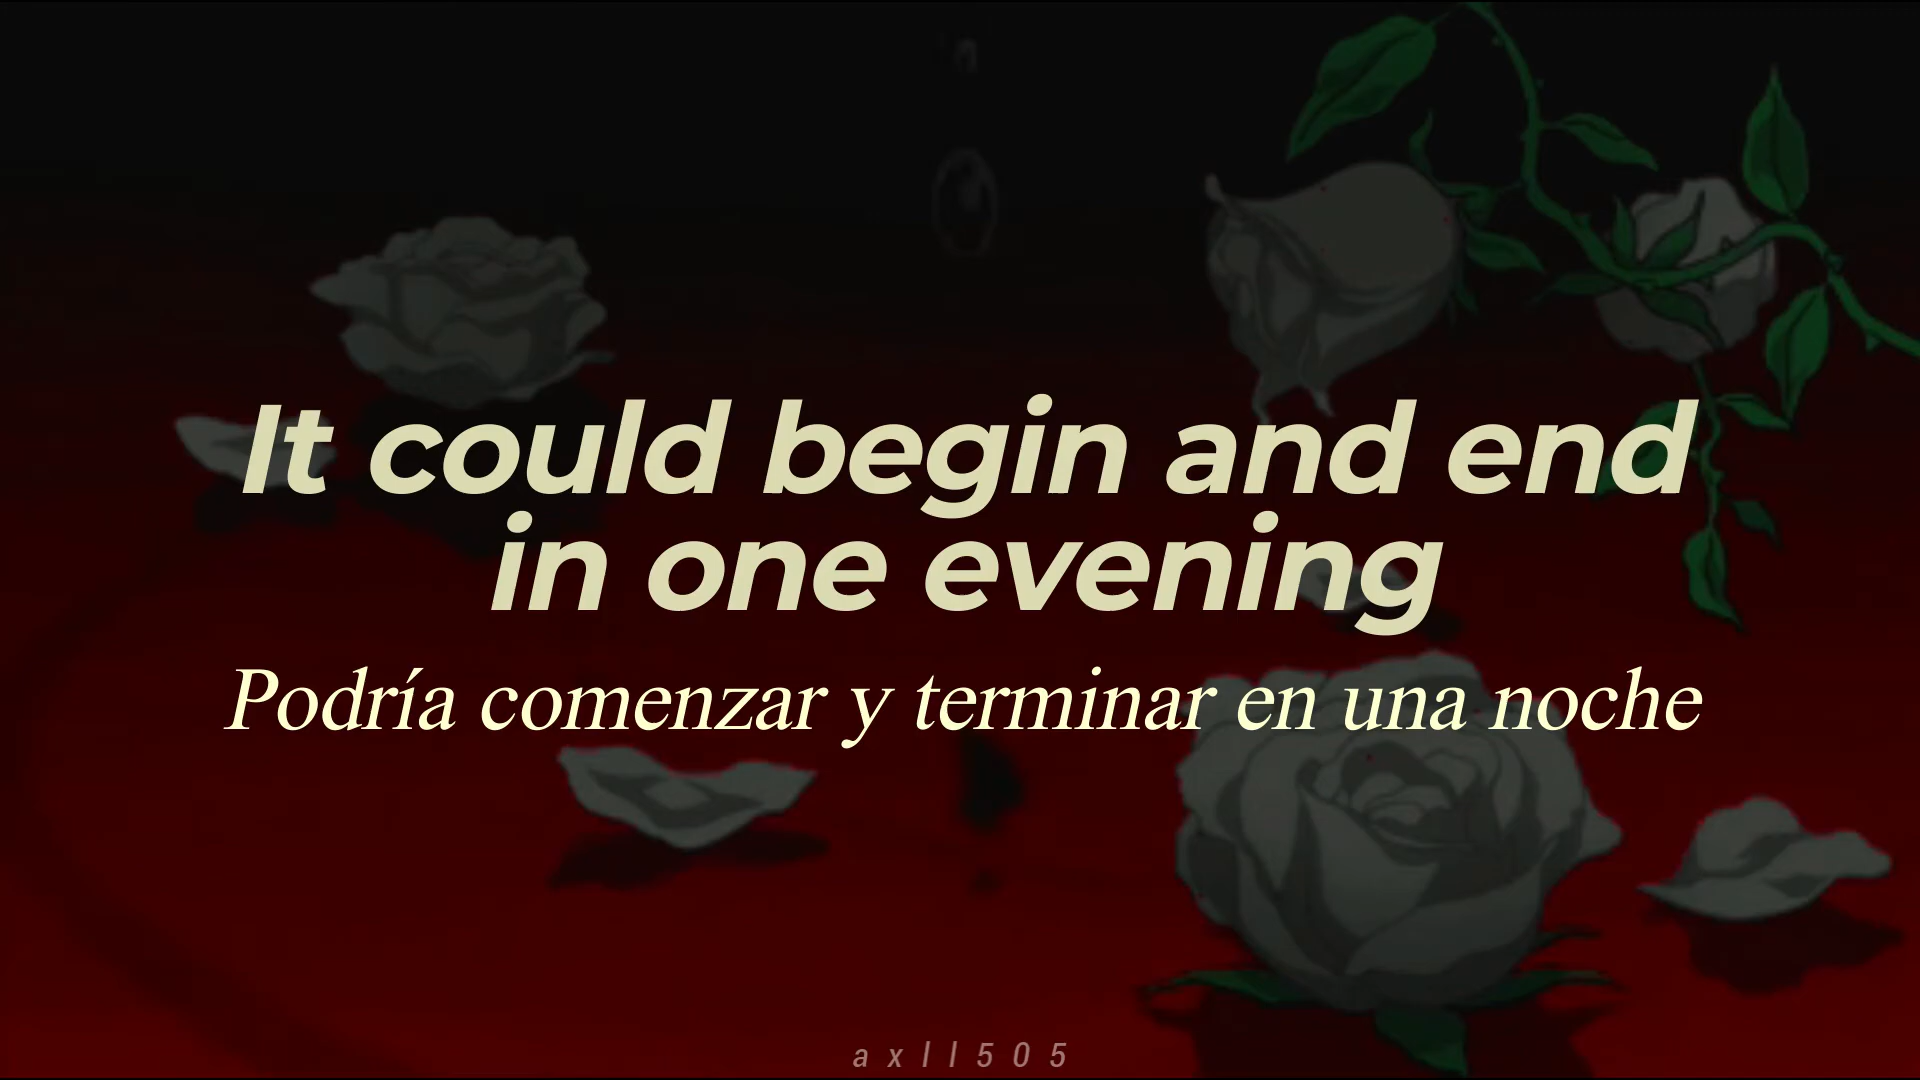 It could begin and end
in one evening
Podría comenzar y terminar en una noche
axll505